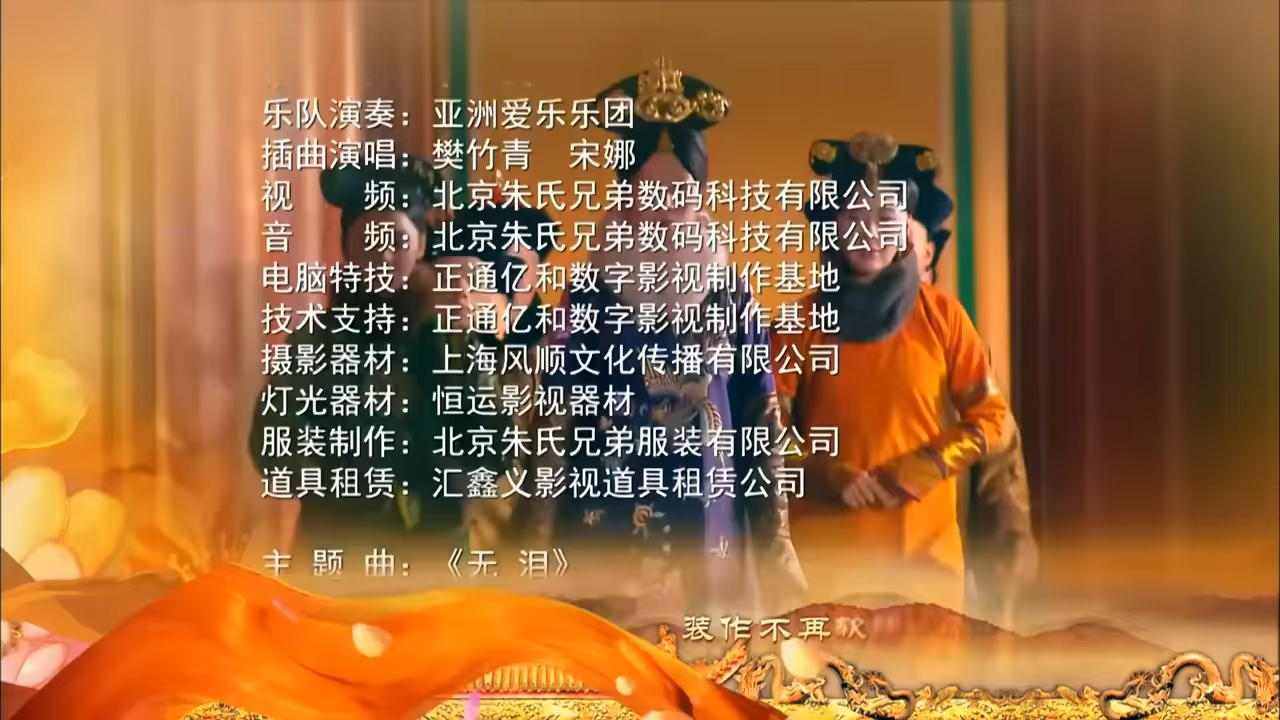 乐队演奏：亚洲爱乐乐团
插曲演唱：樊竹青　宋娜
视　　频：北京朱氏兄弟数码科技有限公司
音　　频：北京朱氏兄弟数码科技有限公司
电脑特技：正通亿和数字影视制作基地
技术支持：正通亿和数字影视制作基地
摄影器材：上海风顺文化传播有限公司
灯光器材：恒运影视器材
服装制作：北京朱氏兄弟服装有限公司
道具租赁：汇鑫义影视道具租赁公司
主 题 曲：《无 泪》
装作不再